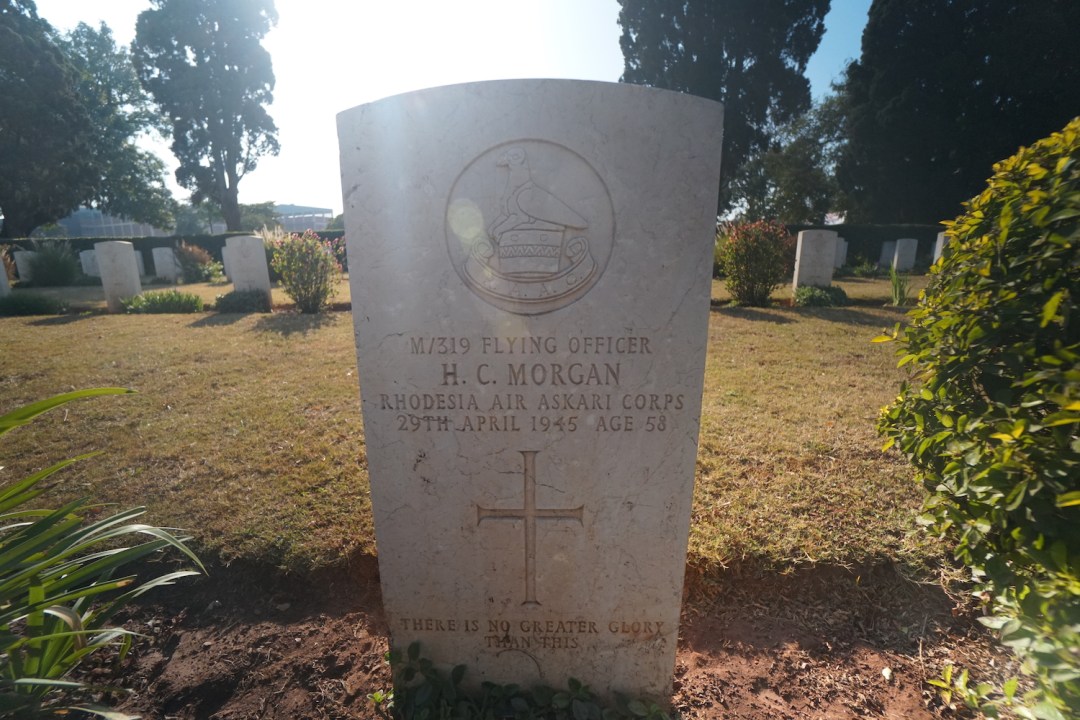 M/319 FLYING OFFICER
H. C. MORGAN
RHODESIA AIR ASKARI CORPS
29TH APRIL 1945 AGE 58
THERE IS NO GREATER GLORY
THAN THIS